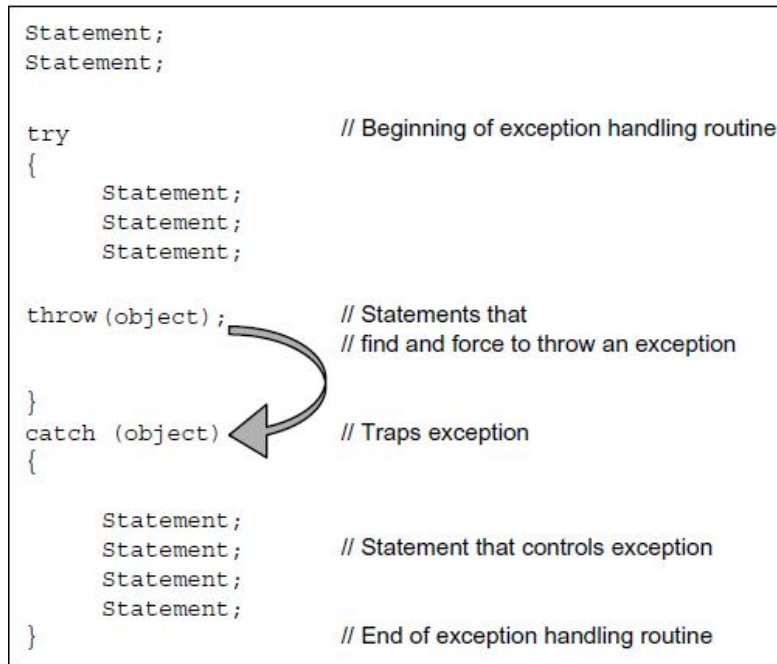 Statement;
Statement;
try // Beginning of exception handling routine
{
Statement;
Statement;
Statement;
throw(object); // Statements that
// find and force to throw an exception
}
catch (object) // Traps exception
{
Statement;
Statement; // Statement that controls exception
Statement;
Statement;
} // End of exception handling routine